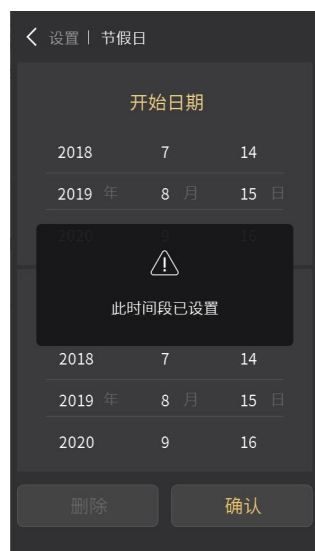 设置 | 节假日
开始日期
2018 7 14
2019 年 8 月 15 日
2020 9 16
此时间段已设置
2018 7 14
2019 年 8 月 15 日
2020 9 16
删除 确认